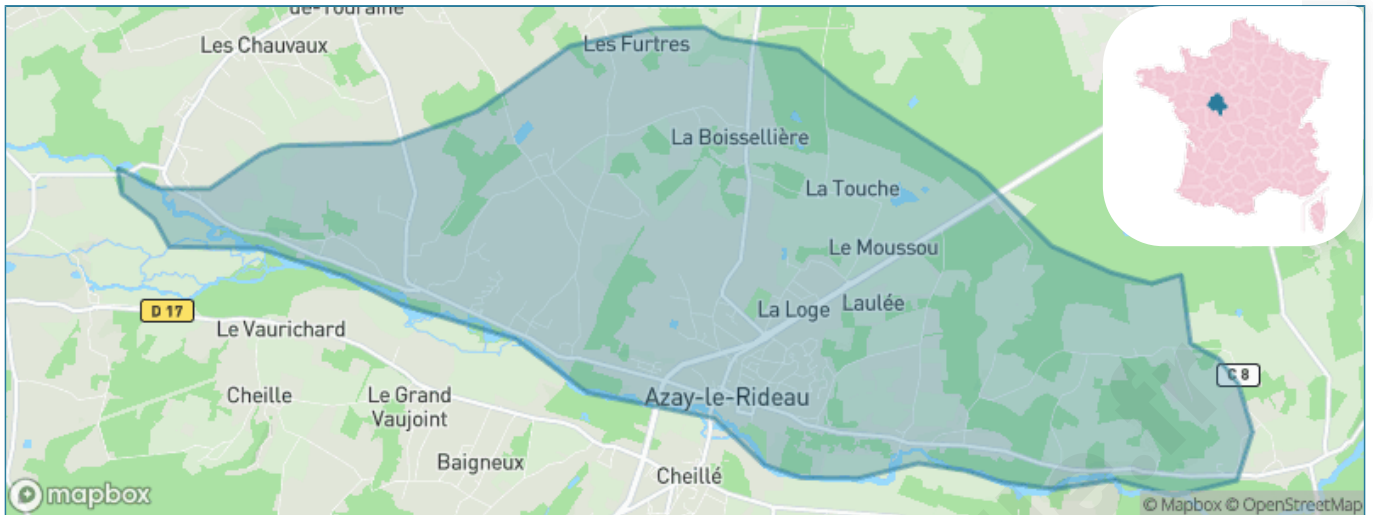 de-Touraine
Les Chauvaux
Les Furtres
La Boissellière
La Touche
Le Moussou
D 17
La Loge
Laulée
Le Vaurichard
C 8
Cheille
Le Grand
Vaujoint
Azay-le-Rideau
Baigneux
Cheillé
mapbox
© Mapbox © OpenStreetMap